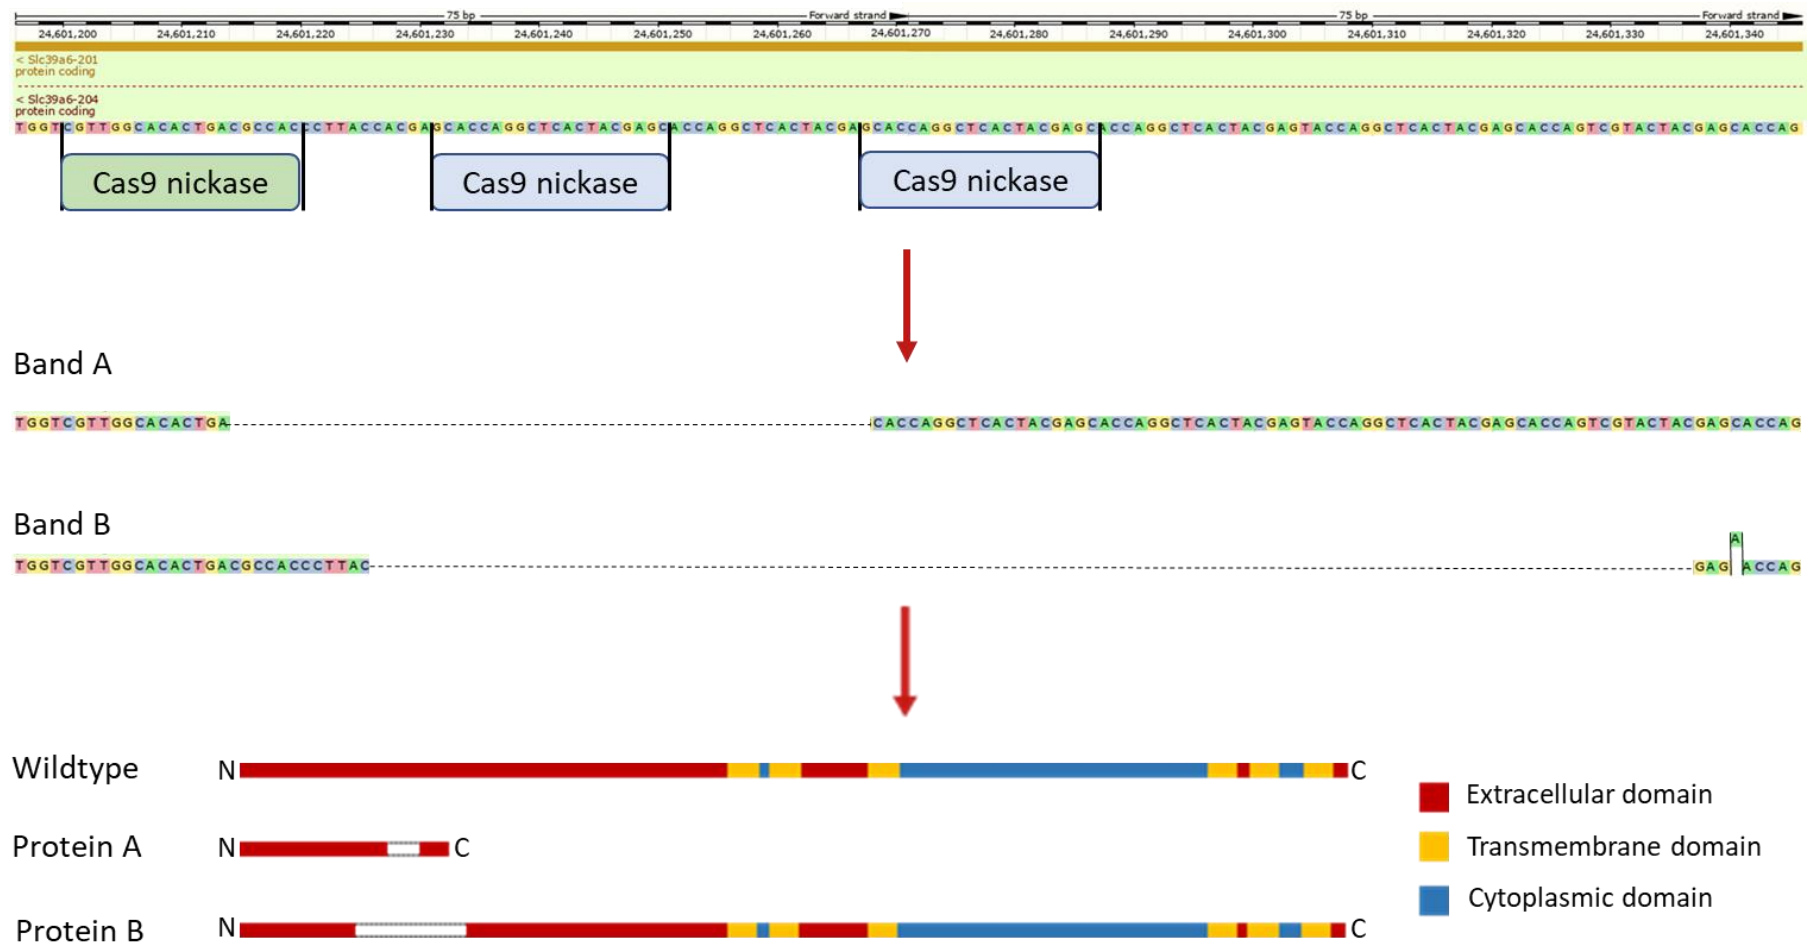 75 bp Forward strand 75 bp Forward strand
24,601,200 24,601,210 24,601,220 24,601,230 24,601,240 24,601,250 24,601,260 24,601,270 24,601,280 24,601,290 24,601,300 24,601,310 24,601,320 24,601,330 24,601,340
< Slc39a6-201
protein coding
< Slc39a6-204
protein coding
TGGTCGTTGGCACACTGACGCCACCCTTACCACGAGCACCAGGCTCACTACGAGCACCAGGCTCACTACGAGCACCAGGCTCACTACGAGCACCAGGCTCACTACGAGTACCAGGCTCACTACGAGCACCAGTCGTACTACGAGCACCAG
Cas9 nickase Cas9 nickase Cas9 nickase
Band A
TGGTCGTTGGCACACTGA CACCAGGCTCACTACGAGCACCAGGCTCACTACGAGTACCAGGCTCACTACGAGCACCAGTCGTACTACGAGCACCAG
Band B
A
TGGTCGTTGGCACACTGACGCCACCCTTAC GAG ACCAG
Wildtype N C
Extracellular domain
Protein A N C
Transmembrane domain
Cytoplasmic domain
Protein B N C